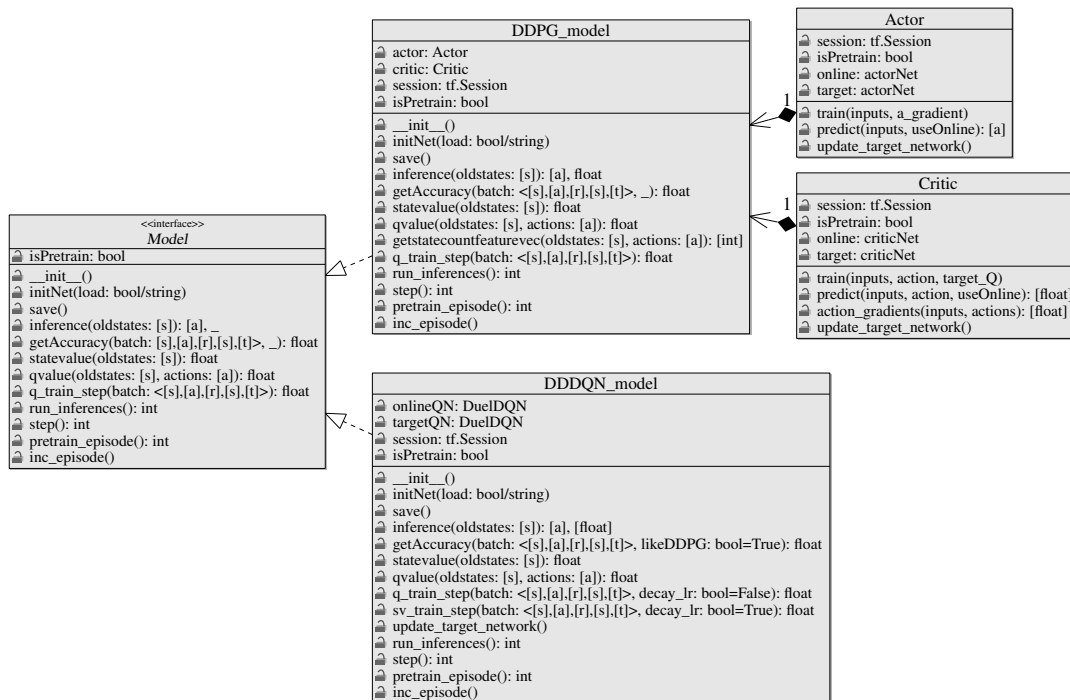 <<interface>>
Model
isPretrain: bool
__init__()
initNet(load: bool/string)
save()
inference(oldstates: [s]): [a], _
getAccuracy(batch: [s],[a],[r],[s],[t]>, _): float
statevalue(oldstates: [s]): float
qvalue(oldstates: [s], actions: [a]): float
q_train_step(batch: <[s],[a],[r],[s],[t]>): float
run_inferences(): int
step(): int
pretrain_episode(): int
inc_episode()
DDPG_model
actor: Actor
critic: Critic
session: tf.Session
isPretrain: bool
__init__()
initNet(load: bool/string)
save()
inference(oldstates: [s]): [a], float
getAccuracy(batch: <[s],[a],[r],[s],[t]>, _): float
statevalue(oldstates: [s]): float
qvalue(oldstates: [s], actions: [a]): float
getstatecountfeaturevec(oldstates: [s], actions: [a]): [int]
q_train_step(batch: <[s],[a],[r],[s],[t]>): float
run_inferences(): int
step(): int
pretrain_episode(): int
inc_episode()
1
Actor
session: tf.Session
isPretrain: bool
online: actorNet
target: actorNet
train(inputs, a_gradient)
predict(inputs, useOnline): [a]
update_target_network()
1
Critic
session: tf.Session
isPretrain: bool
online: criticNet
target: criticNet
train(inputs, action, target_Q)
predict(inputs, action, useOnline): [float]
action_gradients(inputs, actions): [float]
update_target_network()
DDDQN_model
onlineQN: DuelDQN
targetQN: DuelDQN
session: tf.Session
isPretrain: bool
__init__()
initNet(load: bool/string)
save()
inference(oldstates: [s]): [a], [float]
getAccuracy(batch: <[s],[a],[r],[s],[t]>, likeDDPG: bool=True): float
statevalue(oldstates: [s]): float
qvalue(oldstates: [s], actions: [a]): float
q_train_step(batch: <[s],[a],[r],[s],[t]>, decay_lr: bool=False): float
sv_train_step(batch: <[s],[a],[r],[s],[t]>, decay_lr: bool=True): float
update_target_network()
run_inferences(): int
step(): int
pretrain_episode(): int
inc_episode()